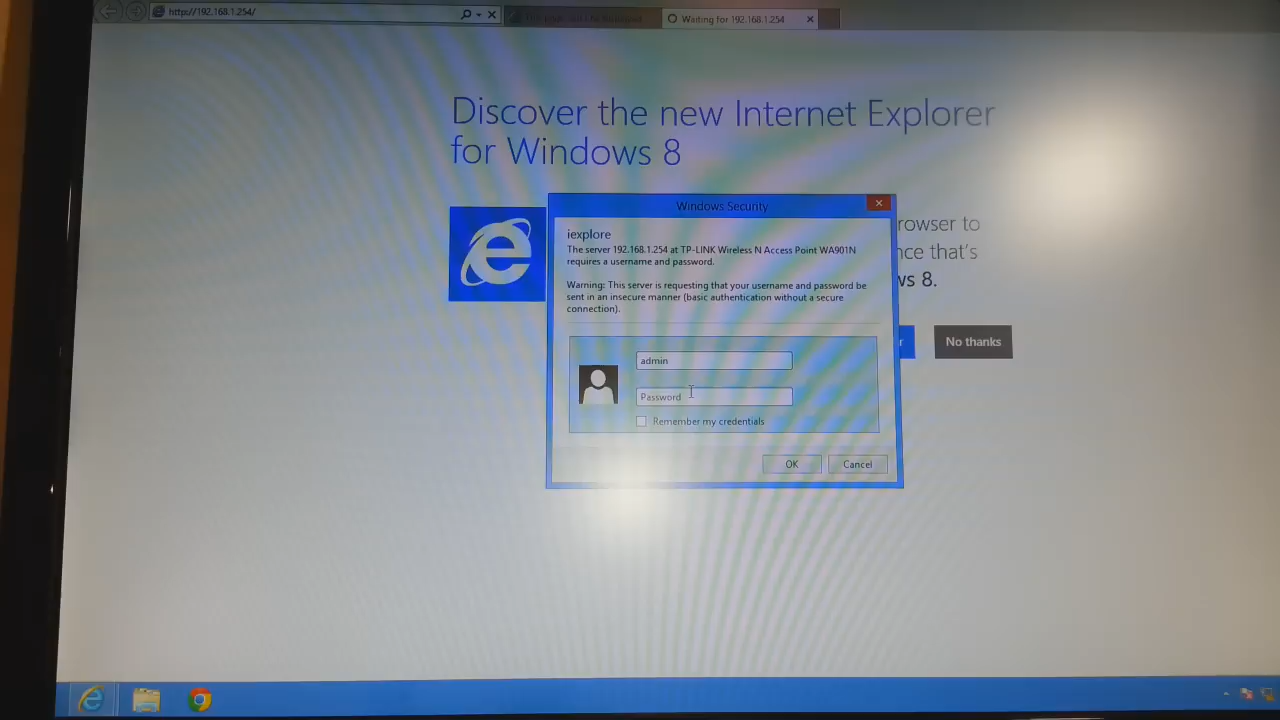 http://192.168.1.254/
Waiting for 192.168.1.254
Discover the new Internet Explorer
for Windows 8
Windows Security
iexplore
The server 192.168.1.254 at TP-LINK Wireless N Access Point WA901N
requires a username and password.
Warning: This server is requesting that your username and password be
sent in an insecure manner (basic authentication without a secure
connection).
admin
Password
Remember my credentials
OK
Cancel
rowser to
nce that's
ws 8.
r
No thanks